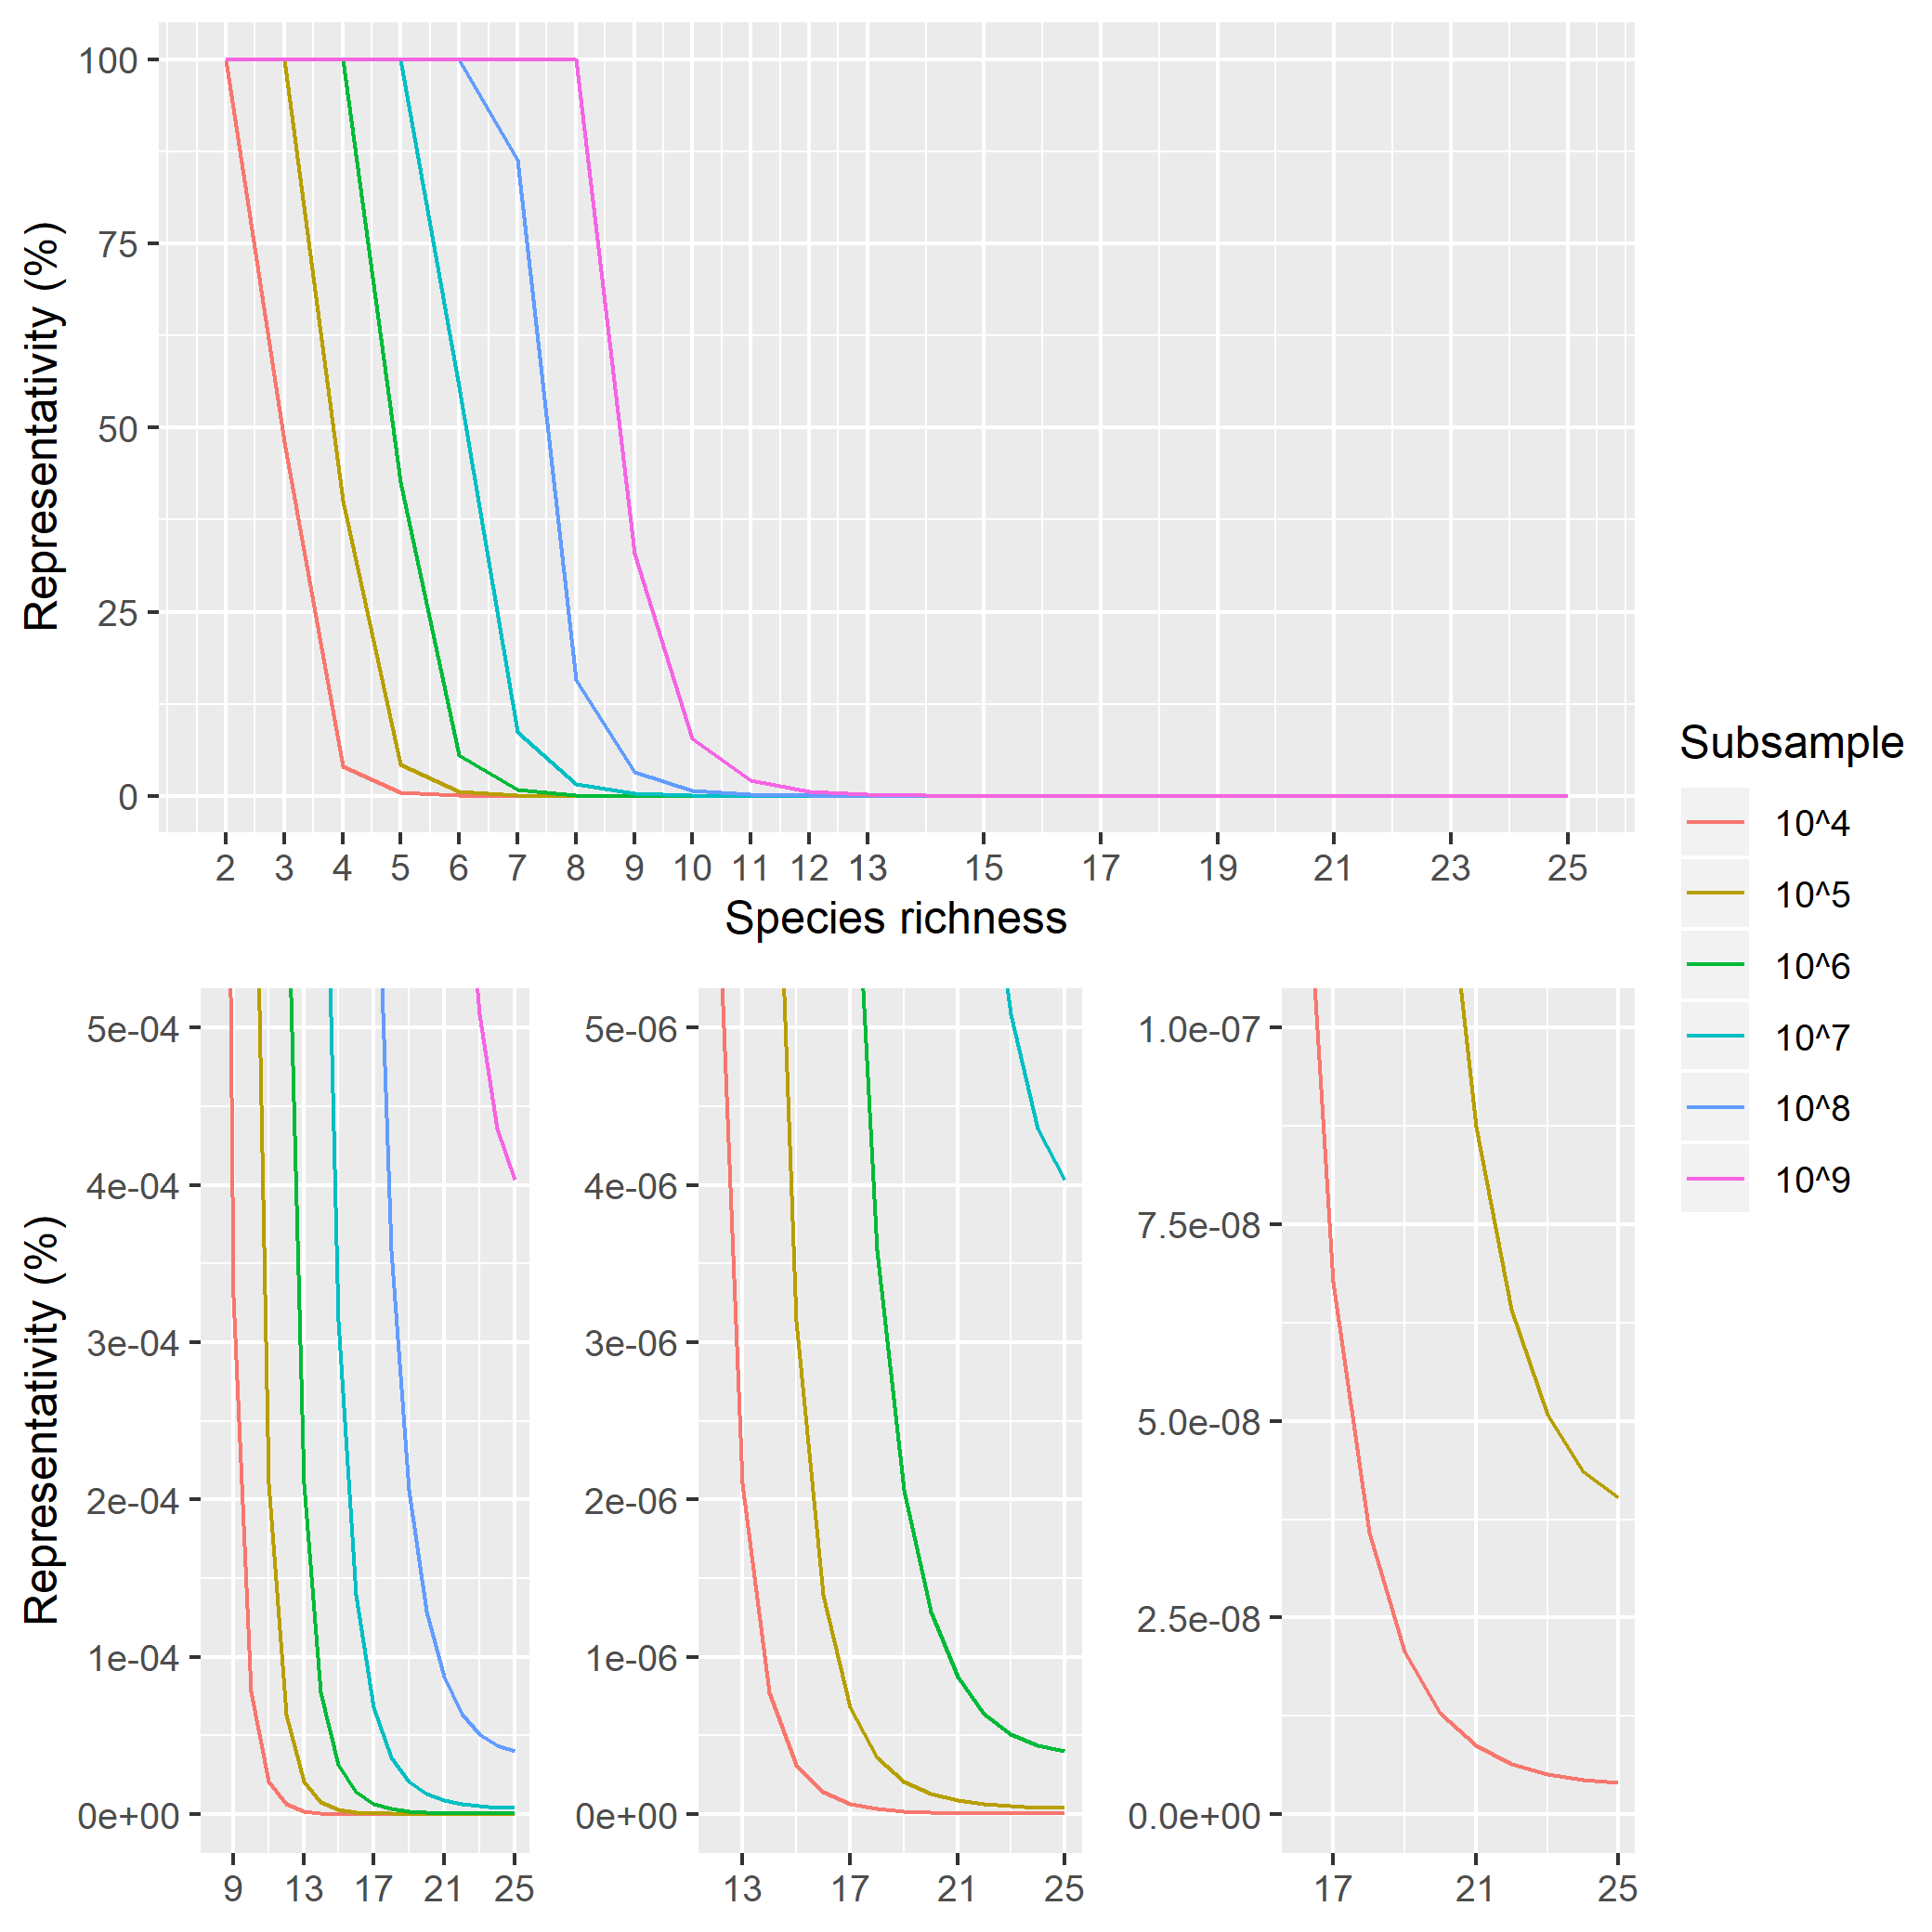 Representativity (%)
100
75
50
25
0
2 3 4 5 6 7 8 9 10 11 12 13 15 17 19 21 23 25
Species richness
Subsample
10^4
10^5
10^6
10^7
10^8
10^9
Representativity (%)
5e-04
4e-04
3e-04
2e-04
1e-04
0e+00
9 13 17 21 25
5e-06
4e-06
3e-06
2e-06
1e-06
0e+00
13 17 21 25
1.0e-07
7.5e-08
5.0e-08
2.5e-08
0.0e+00
17 21 25